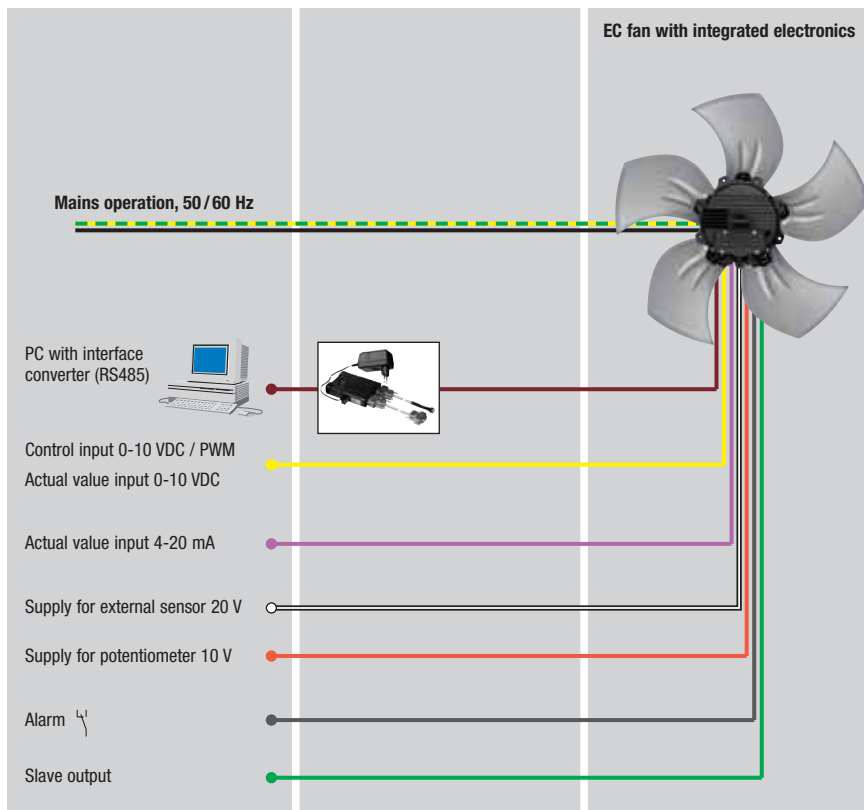 EC fan with integrated electronics
Mains operation, 50/60 Hz
PC with interface
converter (RS485)
Control input 0-10 VDC / PWM
Actual value input 0-10 VDC
Actual value input 4-20 mA
Supply for external sensor 20 V
Supply for potentiometer 10 V
Alarm
Slave output